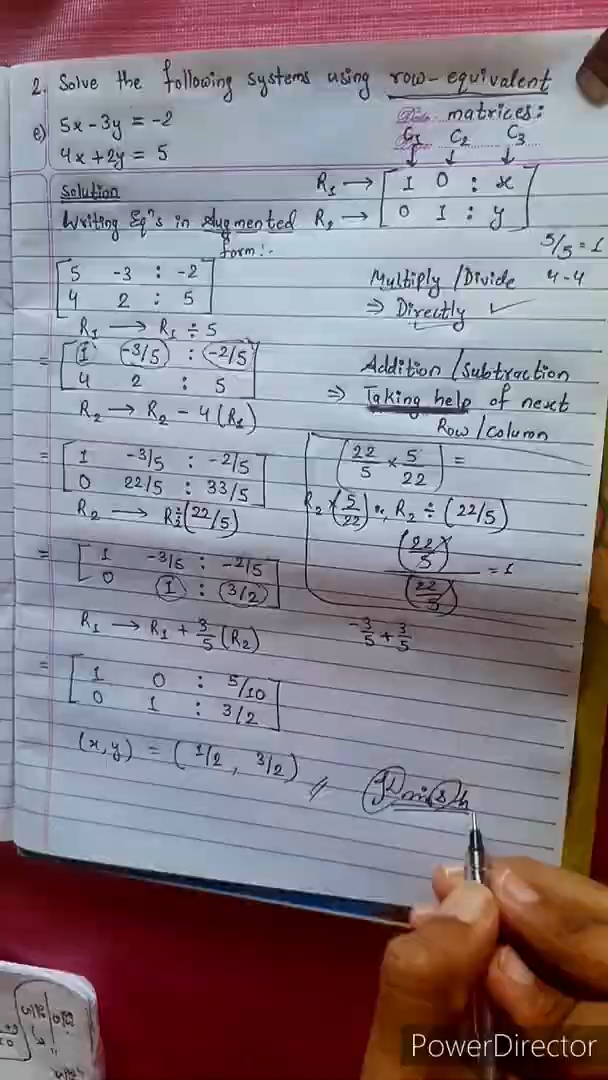 2. Solve the following systems using row-equivalent
matrices:
e) 5x - 3y = -2
4x + 2y = 5
C1 C2 C3
R1 → [ 1 0 : x ]
R2 → [ 0 1 : y ]
Solution
Writing Eqns in Augmented
form:-
5/5 = 1
4-4
[ 5 -3 : -2 ]
[ 4 2 : 5 ]
Multiply / Divide
⇒ Directly ✓
R1 → R1 ÷ 5
= [ 1 -3/5 : -2/5 ]
[ 4 2 : 5 ]
Addition / Subtraction
⇒ Taking help of next
Row / column
R2 → R2 - 4(R1)
= [ 1 -3/5 : -2/5 ]
[ 0 22/5 : 33/5 ]
[ 22/5 × 5/22 ] =
R2 × (5/22) or, R2 ÷ (22/5)
(22/5) / (22/5) = 1
R2 → R2 ÷ (22/5)
= [ 1 -3/5 : -2/5 ]
[ 0 1 : 3/2 ]
R1 → R1 + 3/5 (R2)
-3/5 + 3/5
= [ 1 0 : 5/10 ]
[ 0 1 : 3/2 ]
(x,y) = ( 1/2 , 3/2 ) //
PowerDirector